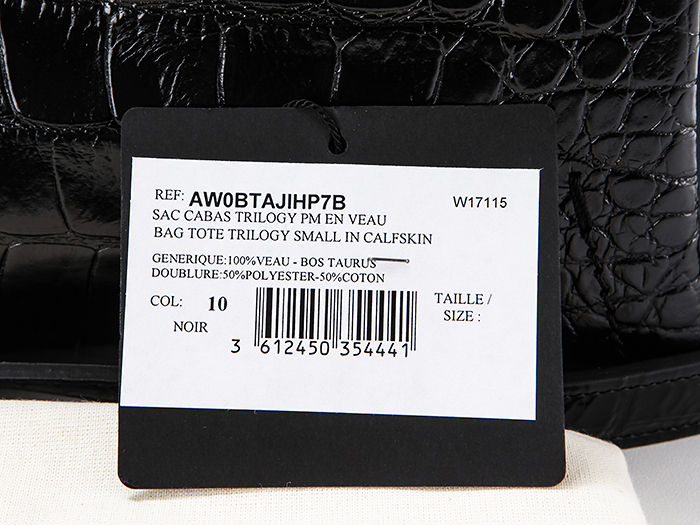 REF: AW0BTAJIHP7B W17115
SAC CABAS TRILOGY PM EN VEAU
BAG TOTE TRILOGY SMALL IN CALFSKIN
GENERIQUE:100%VEAU - BOS TAURUS
DOUBLURE:50%POLYESTER-50%COTON
COL: 10
NOIR
TAILLE /
SIZE :
3 612450 354441